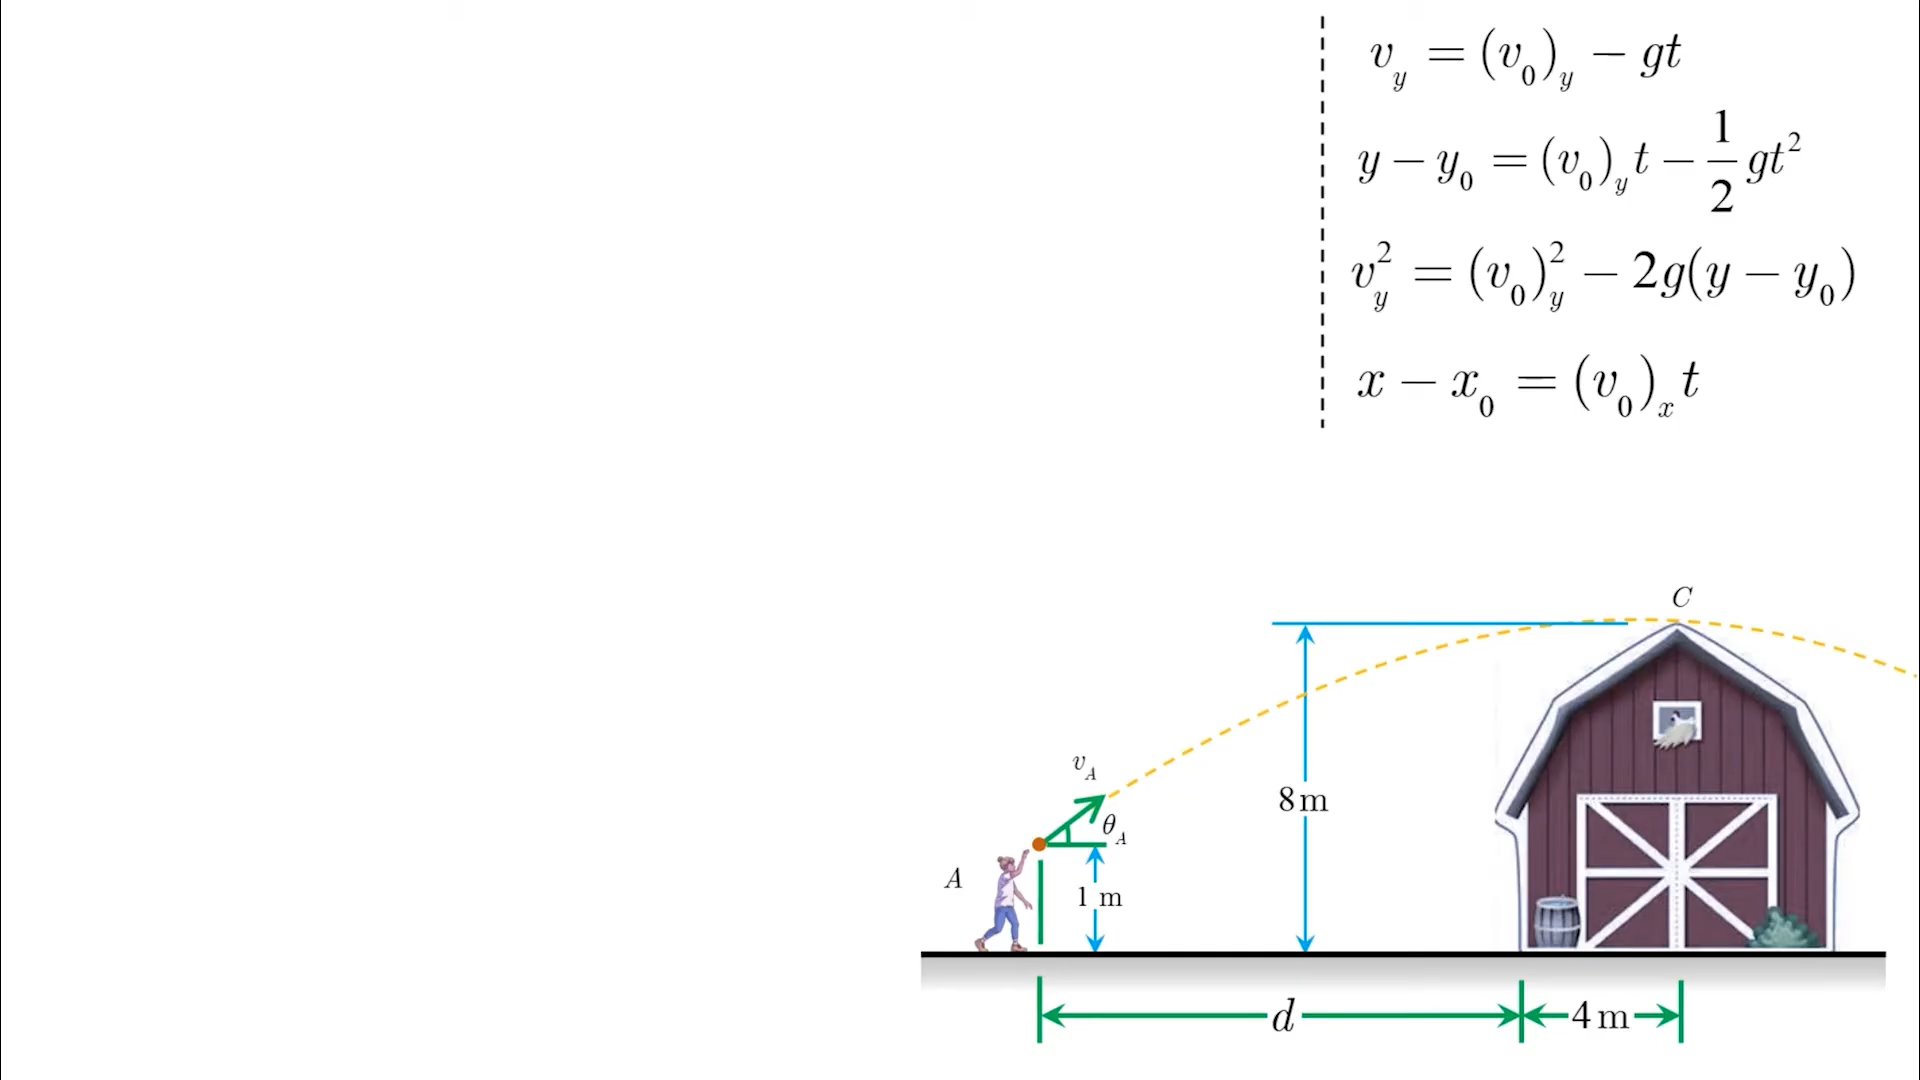 v_y = (v_0)_y − gt
y − y_0 = (v_0)_y t − 1/2 gt^2
v_y^2 = (v_0)_y^2 − 2g(y − y_0)
x − x_0 = (v_0)_x t
C
v_A
8 m
θ_A
A
1 m
d
4 m